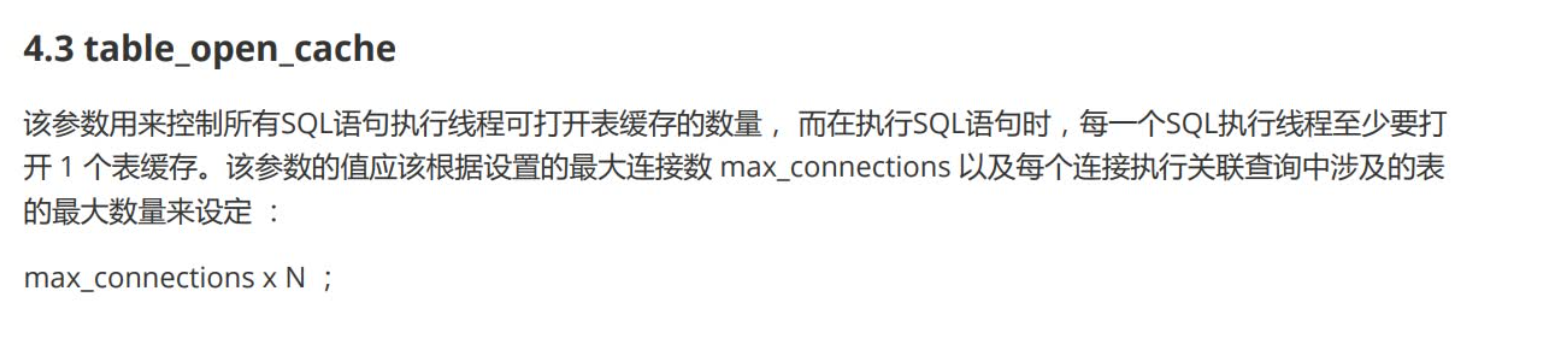 4.3 table_open_cache
该参数用来控制所有SQL语句执行线程可打开表缓存的数量， 而在执行SQL语句时，每一个SQL执行线程至少要打
开 1 个表缓存。该参数的值应该根据设置的最大连接数 max_connections 以及每个连接执行关联查询中涉及的表
的最大数量来设定 ：
max_connections x N ；